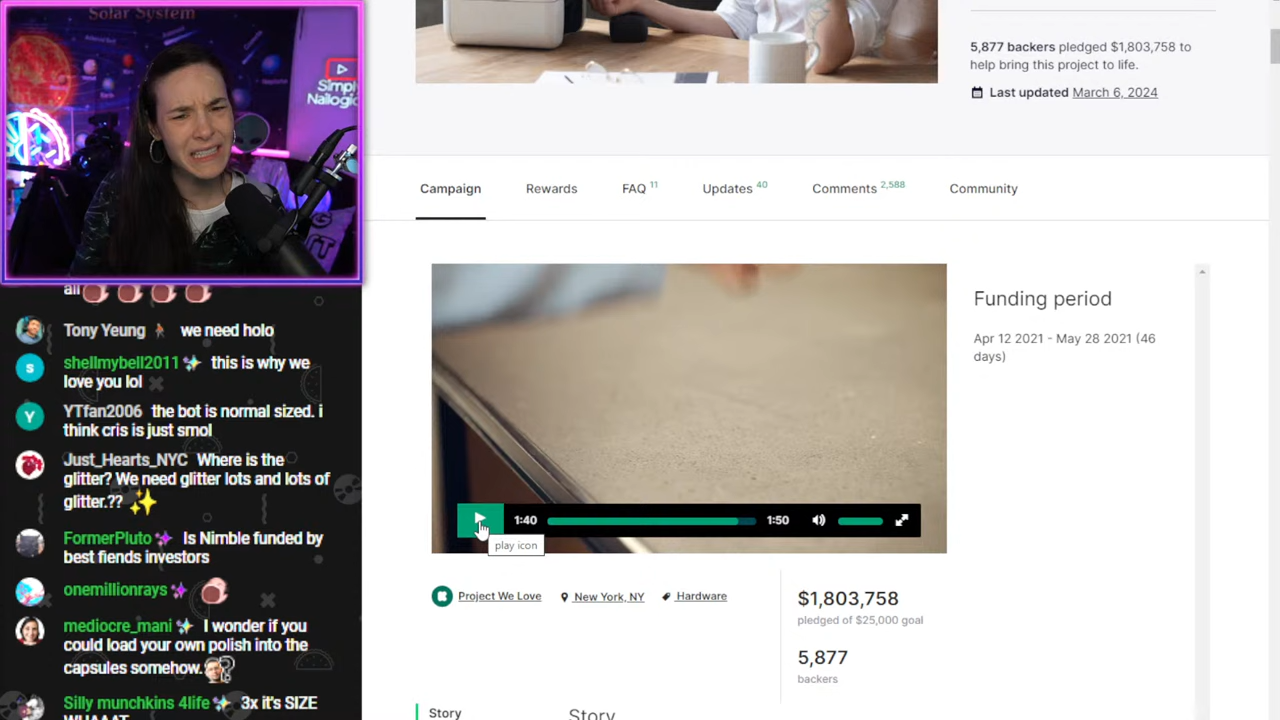 Solar System
Simply
Nailogic
all
Tony Yeung we need holo
shellmybell2011 this is why we
love you lol
Y YTfan2006 the bot is normal sized. i
think cris is just smol
Just_Hearts_NYC Where is the
glitter? We need glitter lots and lots of
glitter.??
FormerPluto Is Nimble funded by
best fiends investors
onemillionrays
mediocre_mani I wonder if you
could load your own polish into the
capsules somehow.
Silly munchkins 4life 3x it's SIZE
WHAAAT
s
5,877 backers pledged $1,803,758 to
help bring this project to life.
Last updated March 6, 2024
Campaign Rewards FAQ 11 Updates 40 Comments 2,588 Community
1:40 1:50
play icon
Funding period
Apr 12 2021 - May 28 2021 (46
days)
Project We Love New York, NY Hardware
$1,803,758
pledged of $25,000 goal
5,877
backers
Story
Story